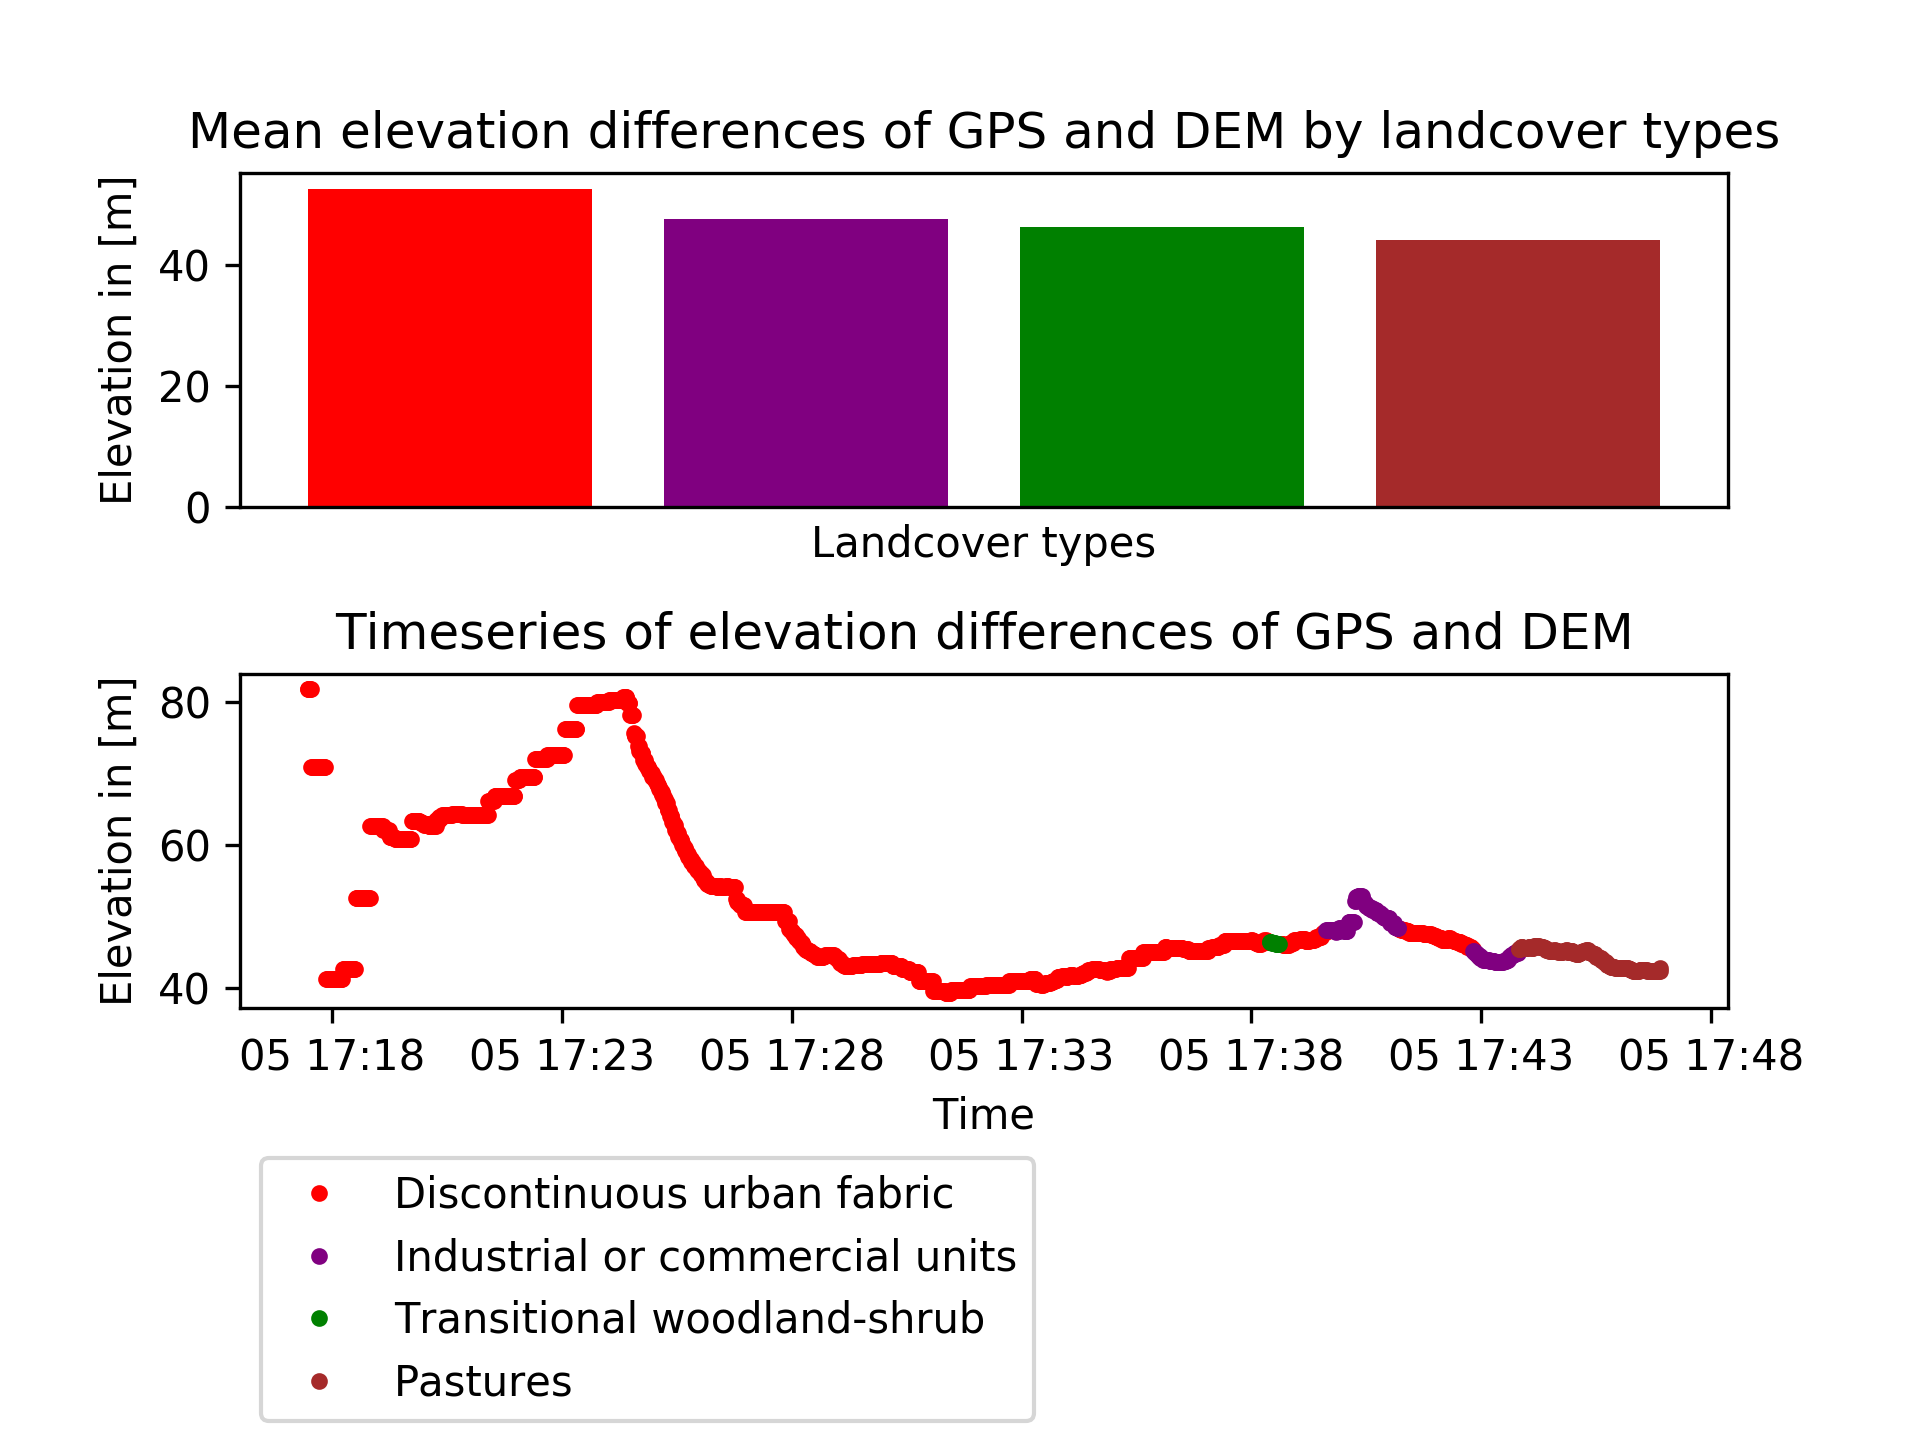 Mean elevation differences of GPS and DEM by landcover types
Elevation in [m]
40
20
0
Landcover types
Timeseries of elevation differences of GPS and DEM
Elevation in [m]
80
60
40
05 17:18 05 17:23 05 17:28 05 17:33 05 17:38 05 17:43 05 17:48
Time
Discontinuous urban fabric
Industrial or commercial units
Transitional woodland-shrub
Pastures